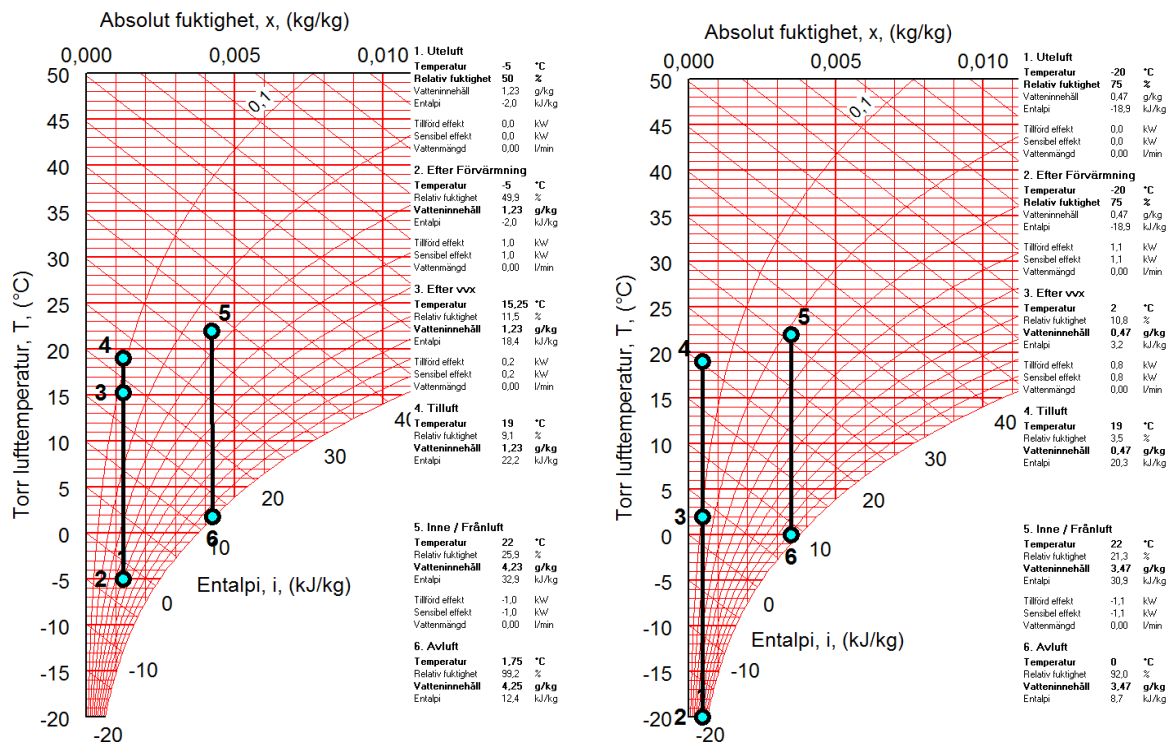 Absolut fuktighet, x, (kg/kg)
0,000 0,005 0,010
50
45
40
35
30
25
20
15
10
5
0
-5
-10
-15
-20
Torr lufttemperatur, T, (°C)
0,1
5
4
3
2
1
6
40
30
20
10
0
-10
-20
Entalpi, i, (kJ/kg)
1. Uteluft
Temperatur -5 °C
Relativ fuktighet 50 %
Vatteninnehåll 1,23 g/kg
Entalpi -2,0 kJ/kg
Tillförd effekt 0,0 kW
Sensibel effekt 0,0 kW
Vattenmängd 0,00 l/min
2. Efter Förvärmning
Temperatur -5 °C
Relativ fuktighet 49,9 %
Vatteninnehåll 1,23 g/kg
Entalpi -2,0 kJ/kg
Tillförd effekt 1,0 kW
Sensibel effekt 1,0 kW
Vattenmängd 0,00 l/min
3. Efter vvx
Temperatur 15,25 °C
Relativ fuktighet 11,5 %
Vatteninnehåll 1,23 g/kg
Entalpi 18,4 kJ/kg
Tillförd effekt 0,2 kW
Sensibel effekt 0,2 kW
Vattenmängd 0,00 l/min
4. Tilluft
Temperatur 19 °C
Relativ fuktighet 9,1 %
Vatteninnehåll 1,23 g/kg
Entalpi 22,2 kJ/kg
5. Inne / Frånluft
Temperatur 22 °C
Relativ fuktighet 25,9 %
Vatteninnehåll 4,23 g/kg
Entalpi 32,9 kJ/kg
Tillförd effekt -1,0 kW
Sensibel effekt -1,0 kW
Vattenmängd 0,00 l/min
6. Avluft
Temperatur 1,75 °C
Relativ fuktighet 99,2 %
Vatteninnehåll 4,25 g/kg
Entalpi 12,4 kJ/kg
Absolut fuktighet, x, (kg/kg)
0,000 0,005 0,010
50
45
40
35
30
25
20
15
10
5
0
-5
-10
-15
-20
Torr lufttemperatur, T, (°C)
0,1
5
4
3
6
2
40
30
20
10
0
-10
-20
Entalpi, i, (kJ/kg)
1. Uteluft
Temperatur -20 °C
Relativ fuktighet 75 %
Vatteninnehåll 0,47 g/kg
Entalpi -18,9 kJ/kg
Tillförd effekt 0,0 kW
Sensibel effekt 0,0 kW
Vattenmängd 0,00 l/min
2. Efter Förvärmning
Temperatur -20 °C
Relativ fuktighet 75 %
Vatteninnehåll 0,47 g/kg
Entalpi -18,9 kJ/kg
Tillförd effekt 1,1 kW
Sensibel effekt 1,1 kW
Vattenmängd 0,00 l/min
3. Efter vvx
Temperatur 2 °C
Relativ fuktighet 10,8 %
Vatteninnehåll 0,47 g/kg
Entalpi 3,2 kJ/kg
Tillförd effekt 0,8 kW
Sensibel effekt 0,8 kW
Vattenmängd 0,00 l/min
4. Tilluft
Temperatur 19 °C
Relativ fuktighet 3,5 %
Vatteninnehåll 0,47 g/kg
Entalpi 20,3 kJ/kg
5. Inne / Frånluft
Temperatur 22 °C
Relativ fuktighet 21,3 %
Vatteninnehåll 3,47 g/kg
Entalpi 30,9 kJ/kg
Tillförd effekt -1,1 kW
Sensibel effekt -1,1 kW
Vattenmängd 0,00 l/min
6. Avluft
Temperatur 0 °C
Relativ fuktighet 92,0 %
Vatteninnehåll 3,47 g/kg
Entalpi 8,7 kJ/kg